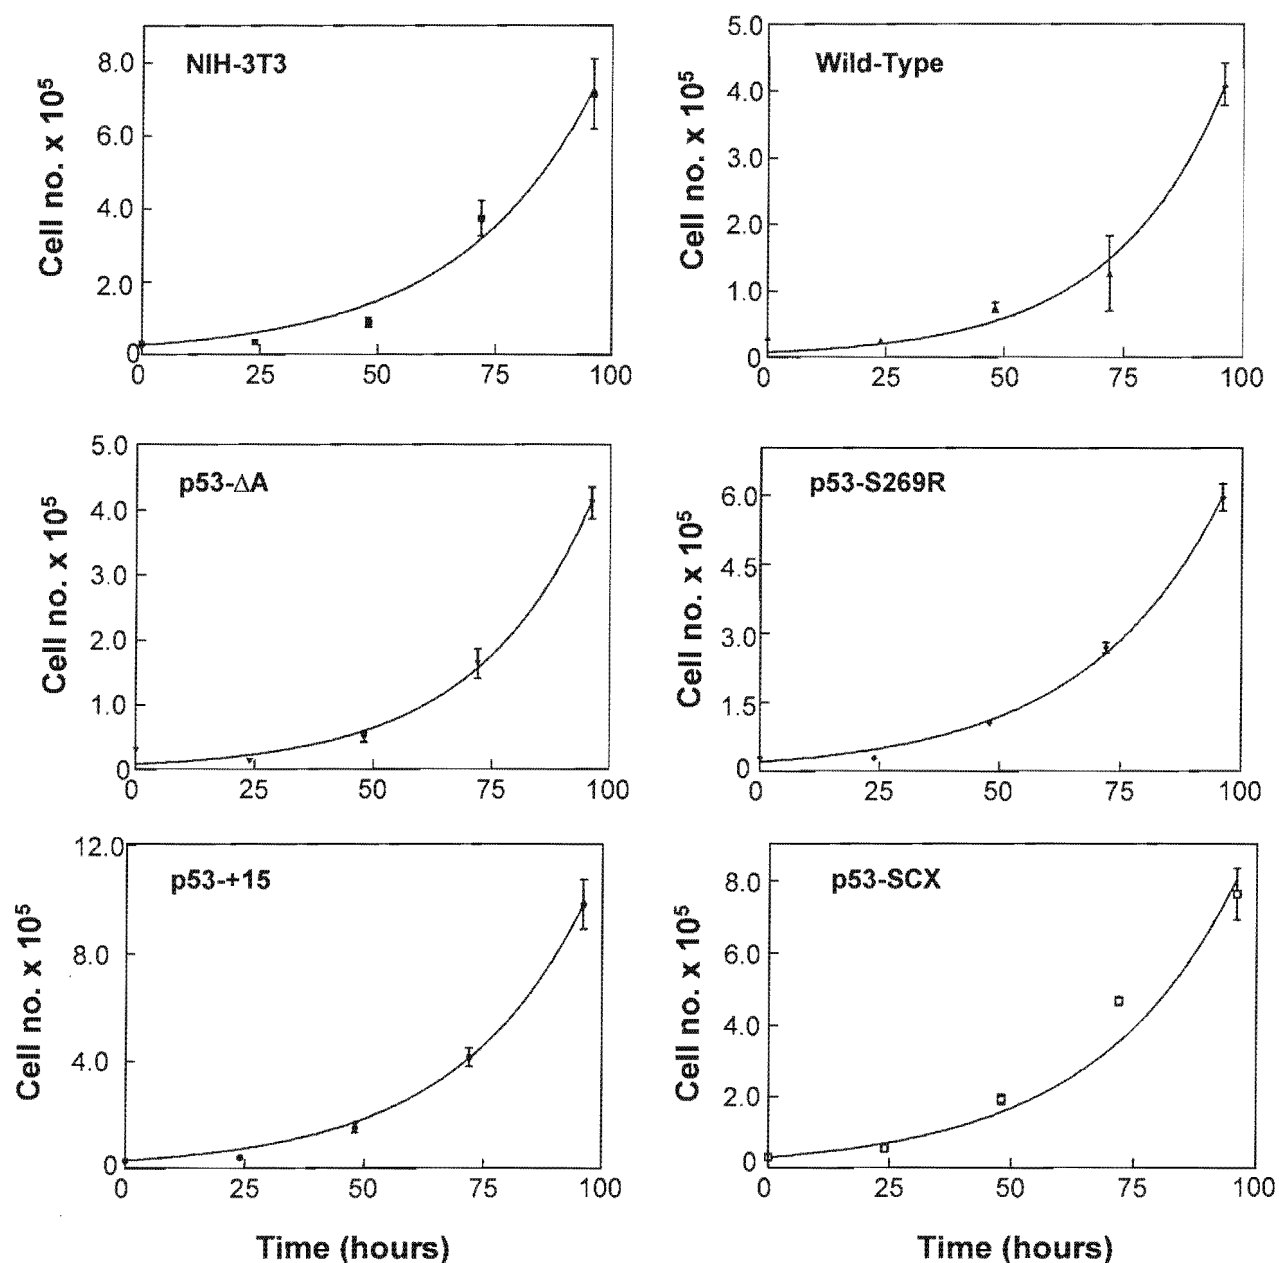 NIH-3T3
Cell no. x 10⁵
8.0
6.0
4.0
2.0
0
0 25 50 75 100
Wild-Type
Cell no. x 10⁵
5.0
4.0
3.0
2.0
1.0
0
0 25 50 75 100
p53-ΔA
Cell no. x 10⁵
5.0
4.0
3.0
2.0
1.0
0
0 25 50 75 100
p53-S269R
Cell no. x 10⁵
6.0
4.5
3.0
1.5
0
0 25 50 75 100
p53-+15
Cell no. x 10⁵
12.0
8.0
4.0
0
0 25 50 75 100
Time (hours)
p53-SCX
Cell no. x 10⁵
8.0
6.0
4.0
2.0
0
0 25 50 75 100
Time (hours)